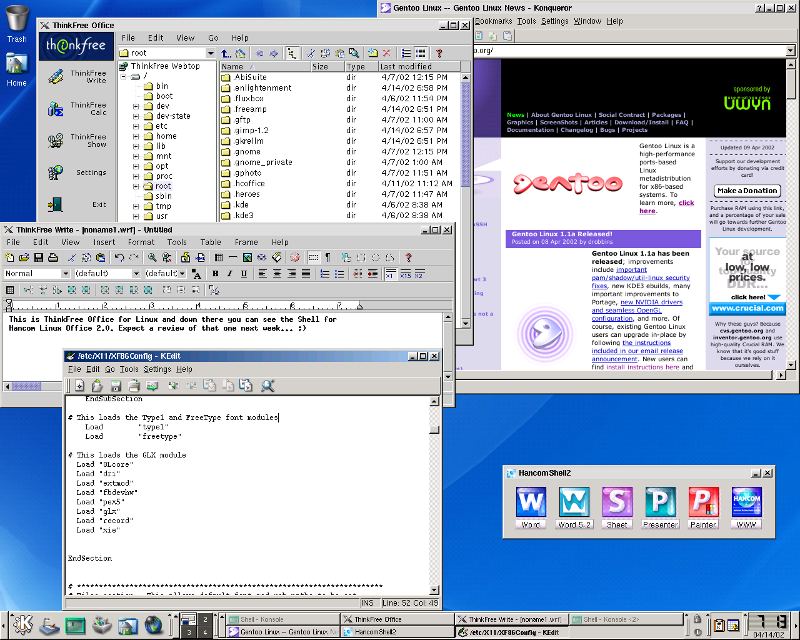 Trash
Home
ThinkFree Office
th@nkfree
ThinkFree Write
ThinkFree Calc
ThinkFree Show
Settings
Exit
File Edit View Go Help
root
ThinkFree Webtop
/
bin
boot
dev
dev-state
etc
home
lib
mnt
opt
proc
root
sbin
tmp
usr
Name Size Type Last modified
.AbiSuite dir 4/7/02 12:15 PM
.enlightenment dir 4/14/02 6:58 PM
.fluxbox dir 4/6/02 11:54 PM
.freeamp dir 4/14/02 6:51 PM
.gftp dir 4/7/02 11:00 AM
.gimp-1.2 dir 4/14/02 6:57 PM
.gkrellm dir 4/14/02 6:57 PM
.gnome dir 4/7/02 12:15 PM
.gnome_private dir 4/7/02 1:00 AM
.gphoto dir 4/7/02 11:51 AM
.hcoffice dir 4/11/02 11:12 AM
.heroes dir 4/7/02 11:47 AM
.kde dir 4/6/02 8:38 AM
.kde3 dir 4/6/02 8:38 AM
Gentoo Linux -- Gentoo Linux News - Konqueror
Bookmarks Tools Settings Window Help
org/
sponsored by
UWYN
News | About Gentoo Linux | Social Contract | Packages |
Graphics | ScreenShots | Articles | Download/Install | FAQ |
Documentation | Changelog | Bugs | Projects
gentoo
Gentoo Linux is a
high-performance
ports-based
Linux
metadistribution
for x86-based
systems. To
learn more, click
here.
Updated 09 Apr 2002
Support our development
efforts by donating via credit
card!
Make a Donation
Purchase RAM using this link,
and a percentage of your sale
will go towards further Gentoo
Linux development.
Your source
at
low, low
prices.
DDR...
click here!
www.crucial.com
Why these guys? Because
cvs.gentoo.org and
inventor.gentoo.org use
high-quality Crucial RAM. We
know that it's good stuff
because we rely on it
ourselves.
Gentoo Linux 1.1a Released!
Posted on 08 Apr 2002 by drobbins
Gentoo Linux 1.1a has been
released; improvements
include important
pam/shadow/util-linux security
fixes, new KDE3 ebuilds, many
important improvements to
Portage, new NVIDIA drivers
and seamless OpenGL
configuration, and more. Of
course, existing Gentoo Linux
users can upgrade in-place by
following the instructions
included in our email release
announcement. New users can
find install instructions here and
ThinkFree Write - [noname1.wrf] - Untitled
File Edit View Insert Format Tools Table Frame Help
Normal (default) (default)
This is ThinkFree Office for Linux and down there you can see the Shell for
Hancom Linux Office 2.0. Expect a review of that one next week... :)
/etc/X11/XF86Config - KEdit
File Edit Go Tools Settings Help
EndSubSection
# This loads the Type1 and FreeType font modules
Load "type1"
Load "freetype"
# This loads the GLX module
Load "GLcore"
Load "dri"
Load "extmod"
Load "fbdevhw"
Load "pex5"
Load "glx"
Load "record"
Load "xie"
EndSection
INS Line: 52 Col: 49
HancomShell2
Word
Word 5.2
Sheet
Presenter
Painter
HANCOM
WWW
1 2 3 4
Shell - Konsole
ThinkFree Office
ThinkFree Write - [noname1.wrf]
Shell - Konsole <2>
Gentoo Linux -- Gentoo Linux
HancomShell2
/etc/X11/XF86Config - KEdit
7:18
04/14/02